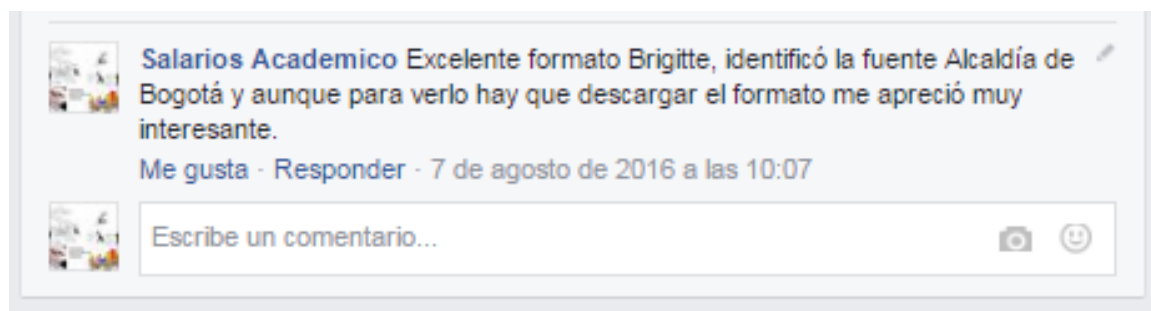 Salarios Academico Excelente formato Brigitte, identificó la fuente Alcaldía de
Bogotá y aunque para verlo hay que descargar el formato me apreció muy
interesante.
Me gusta · Responder · 7 de agosto de 2016 a las 10:07
Escribe un comentario...